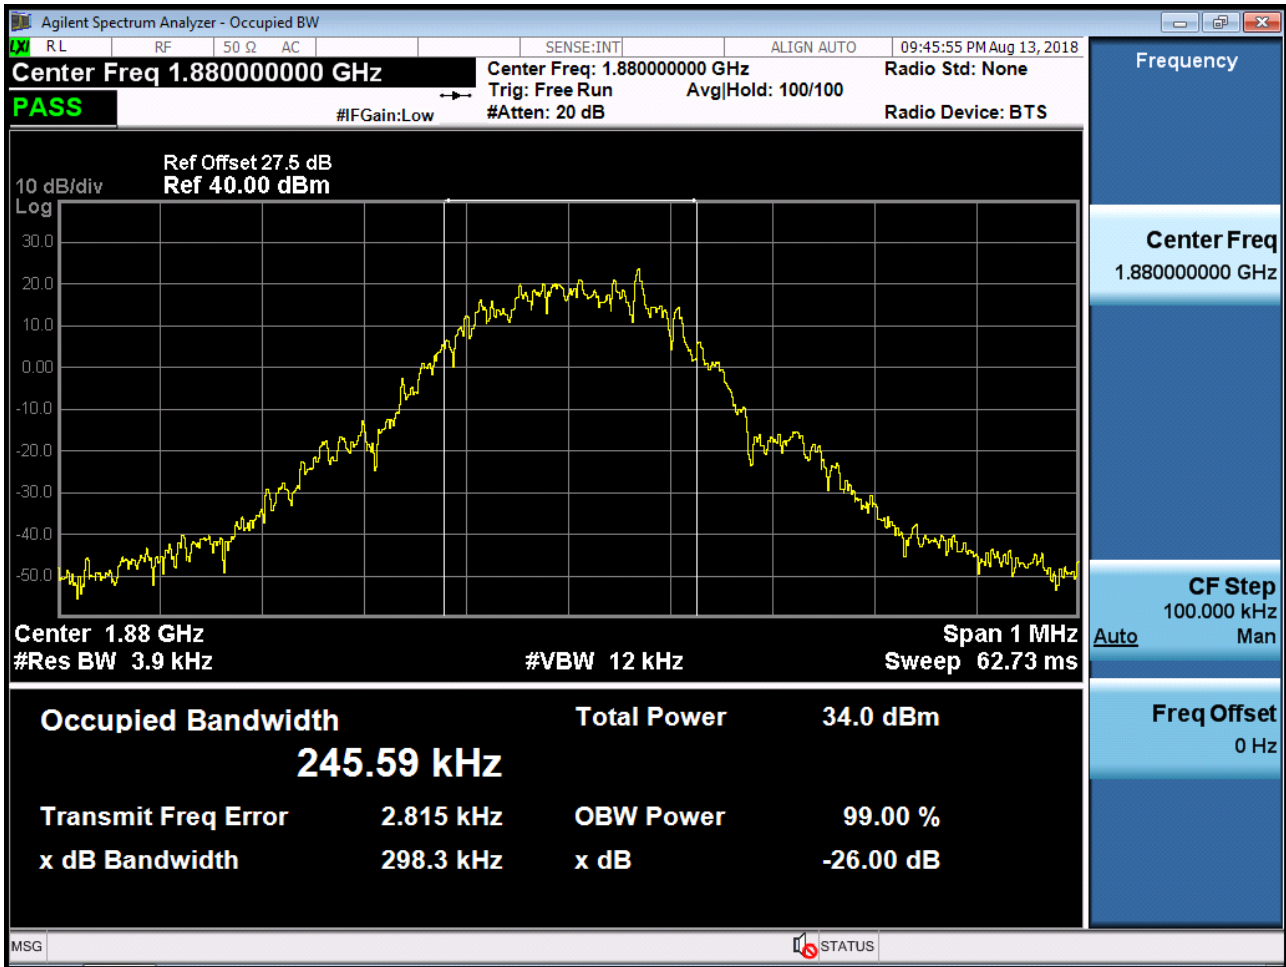 Agilent Spectrum Analyzer - Occupied BW
LXI RL RF 50 Ω AC SENSE:INT ALIGN AUTO 09:45:55 PM Aug 13, 2018
Center Freq 1.880000000 GHz
Center Freq: 1.880000000 GHz
Radio Std: None
Trig: Free Run
Avg|Hold: 100/100
PASS
#IFGain:Low
#Atten: 20 dB
Radio Device: BTS
Ref Offset 27.5 dB
10 dB/div
Ref 40.00 dBm
Log
30.0
20.0
10.0
0.00
-10.0
-20.0
-30.0
-40.0
-50.0
Center 1.88 GHz
Span 1 MHz
#Res BW 3.9 kHz
#VBW 12 kHz
Sweep 62.73 ms
Occupied Bandwidth
Total Power 34.0 dBm
245.59 kHz
Transmit Freq Error 2.815 kHz
OBW Power 99.00 %
x dB Bandwidth 298.3 kHz
x dB -26.00 dB
MSG
STATUS
Frequency
Center Freq
1.880000000 GHz
CF Step
100.000 kHz
Auto Man
Freq Offset
0 Hz